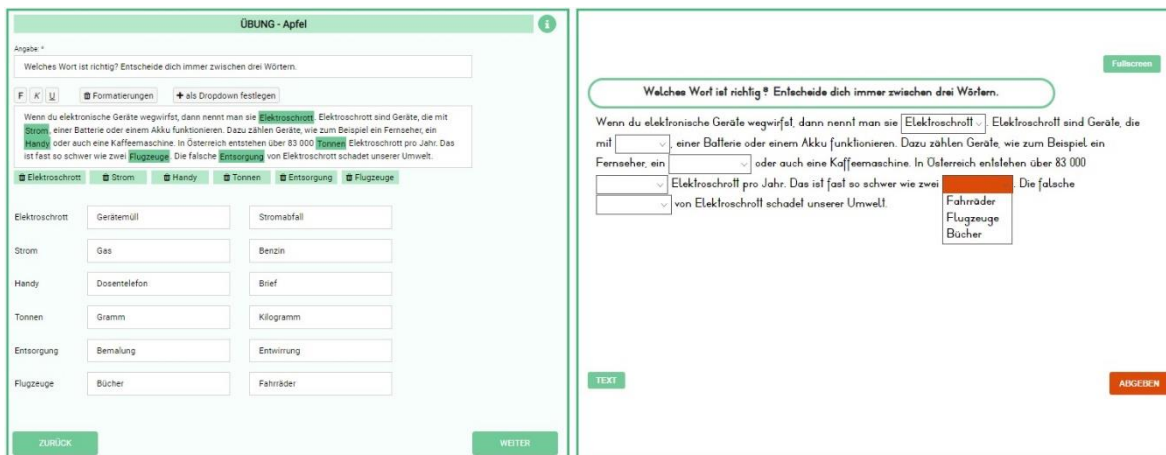 ÜBUNG - Apfel
i
Angabe: *
Welches Wort ist richtig? Entscheide dich immer zwischen drei Wörtern.
F K U Formatierungen + als Dropdown festlegen
Wenn du elektronische Geräte wegwirfst, dann nennt man sie Elektroschrott. Elektroschrott sind Geräte, die mit
Strom, einer Batterie oder einem Akku funktionieren. Dazu zählen Geräte, wie zum Beispiel ein Fernseher, ein
Handy oder auch eine Kaffeemaschine. In Österreich entstehen über 83 000 Tonnen Elektroschrott pro Jahr. Das
ist fast so schwer wie zwei Flugzeuge. Die falsche Entsorgung von Elektroschrott schadet unserer Umwelt.
Elektroschrott Strom Handy Tonnen Entsorgung Flugzeuge
Elektroschrott Gerätemüll Stromabfall
Strom Gas Benzin
Handy Dosentelefon Brief
Tonnen Gramm Kilogramm
Entsorgung Bemalung Entwirrung
Flugzeuge Bücher Fahrräder
ZURÜCK WEITER
Fullscreen
Welches Wort ist richtig? Entscheide dich immer zwischen drei Wörtern.
Wenn du elektronische Geräte wegwirfst, dann nennt man sie Elektroschrott. Elektroschrott sind Geräte, die
mit , einer Batterie oder einem Akku funktionieren. Dazu zählen Geräte, wie zum Beispiel ein
Fernseher, ein oder auch eine Kaffeemaschine. In Österreich entstehen über 83 000
Elektroschrott pro Jahr. Das ist fast so schwer wie zwei . Die falsche
von Elektroschrott schadet unserer Umwelt.
Fahrräder
Flugzeuge
Bücher
TEXT ABGEBEN